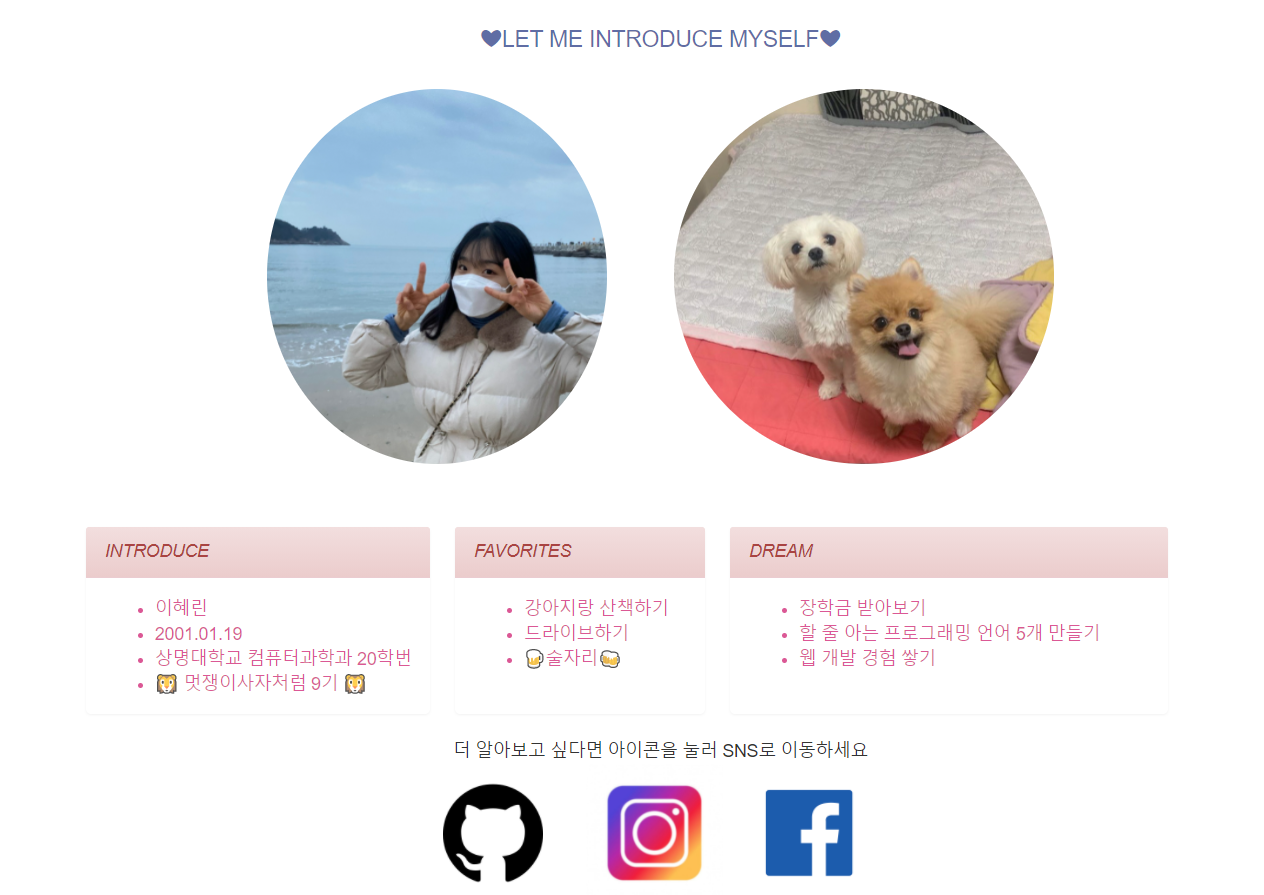 💙LET ME INTRODUCE MYSELF💙
INTRODUCE
이혜린
2001.01.19
상명대학교 컴퓨터과학과 20학번
🦁 멋쟁이사자처럼 9기 🦁
FAVORITES
강아지랑 산책하기
드라이브하기
🍺술자리🍻
DREAM
장학금 받아보기
할 줄 아는 프로그래밍 언어 5개 만들기
웹 개발 경험 쌓기
더 알아보고 싶다면 아이콘을 눌러 SNS로 이동하세요